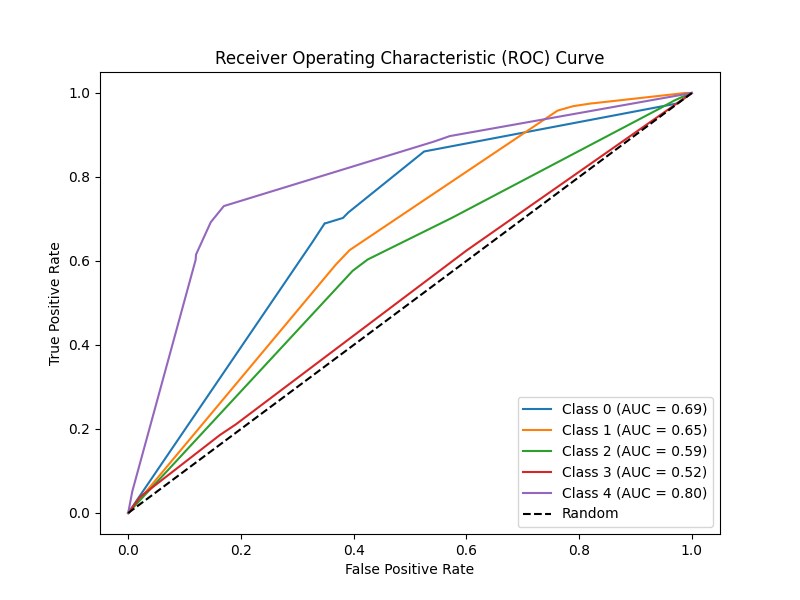 Receiver Operating Characteristic (ROC) Curve
True Positive Rate
1.0
0.8
0.6
0.4
0.2
0.0
Class 0 (AUC = 0.69)
Class 1 (AUC = 0.65)
Class 2 (AUC = 0.59)
Class 3 (AUC = 0.52)
Class 4 (AUC = 0.80)
Random
0.0 0.2 0.4 0.6 0.8 1.0
False Positive Rate